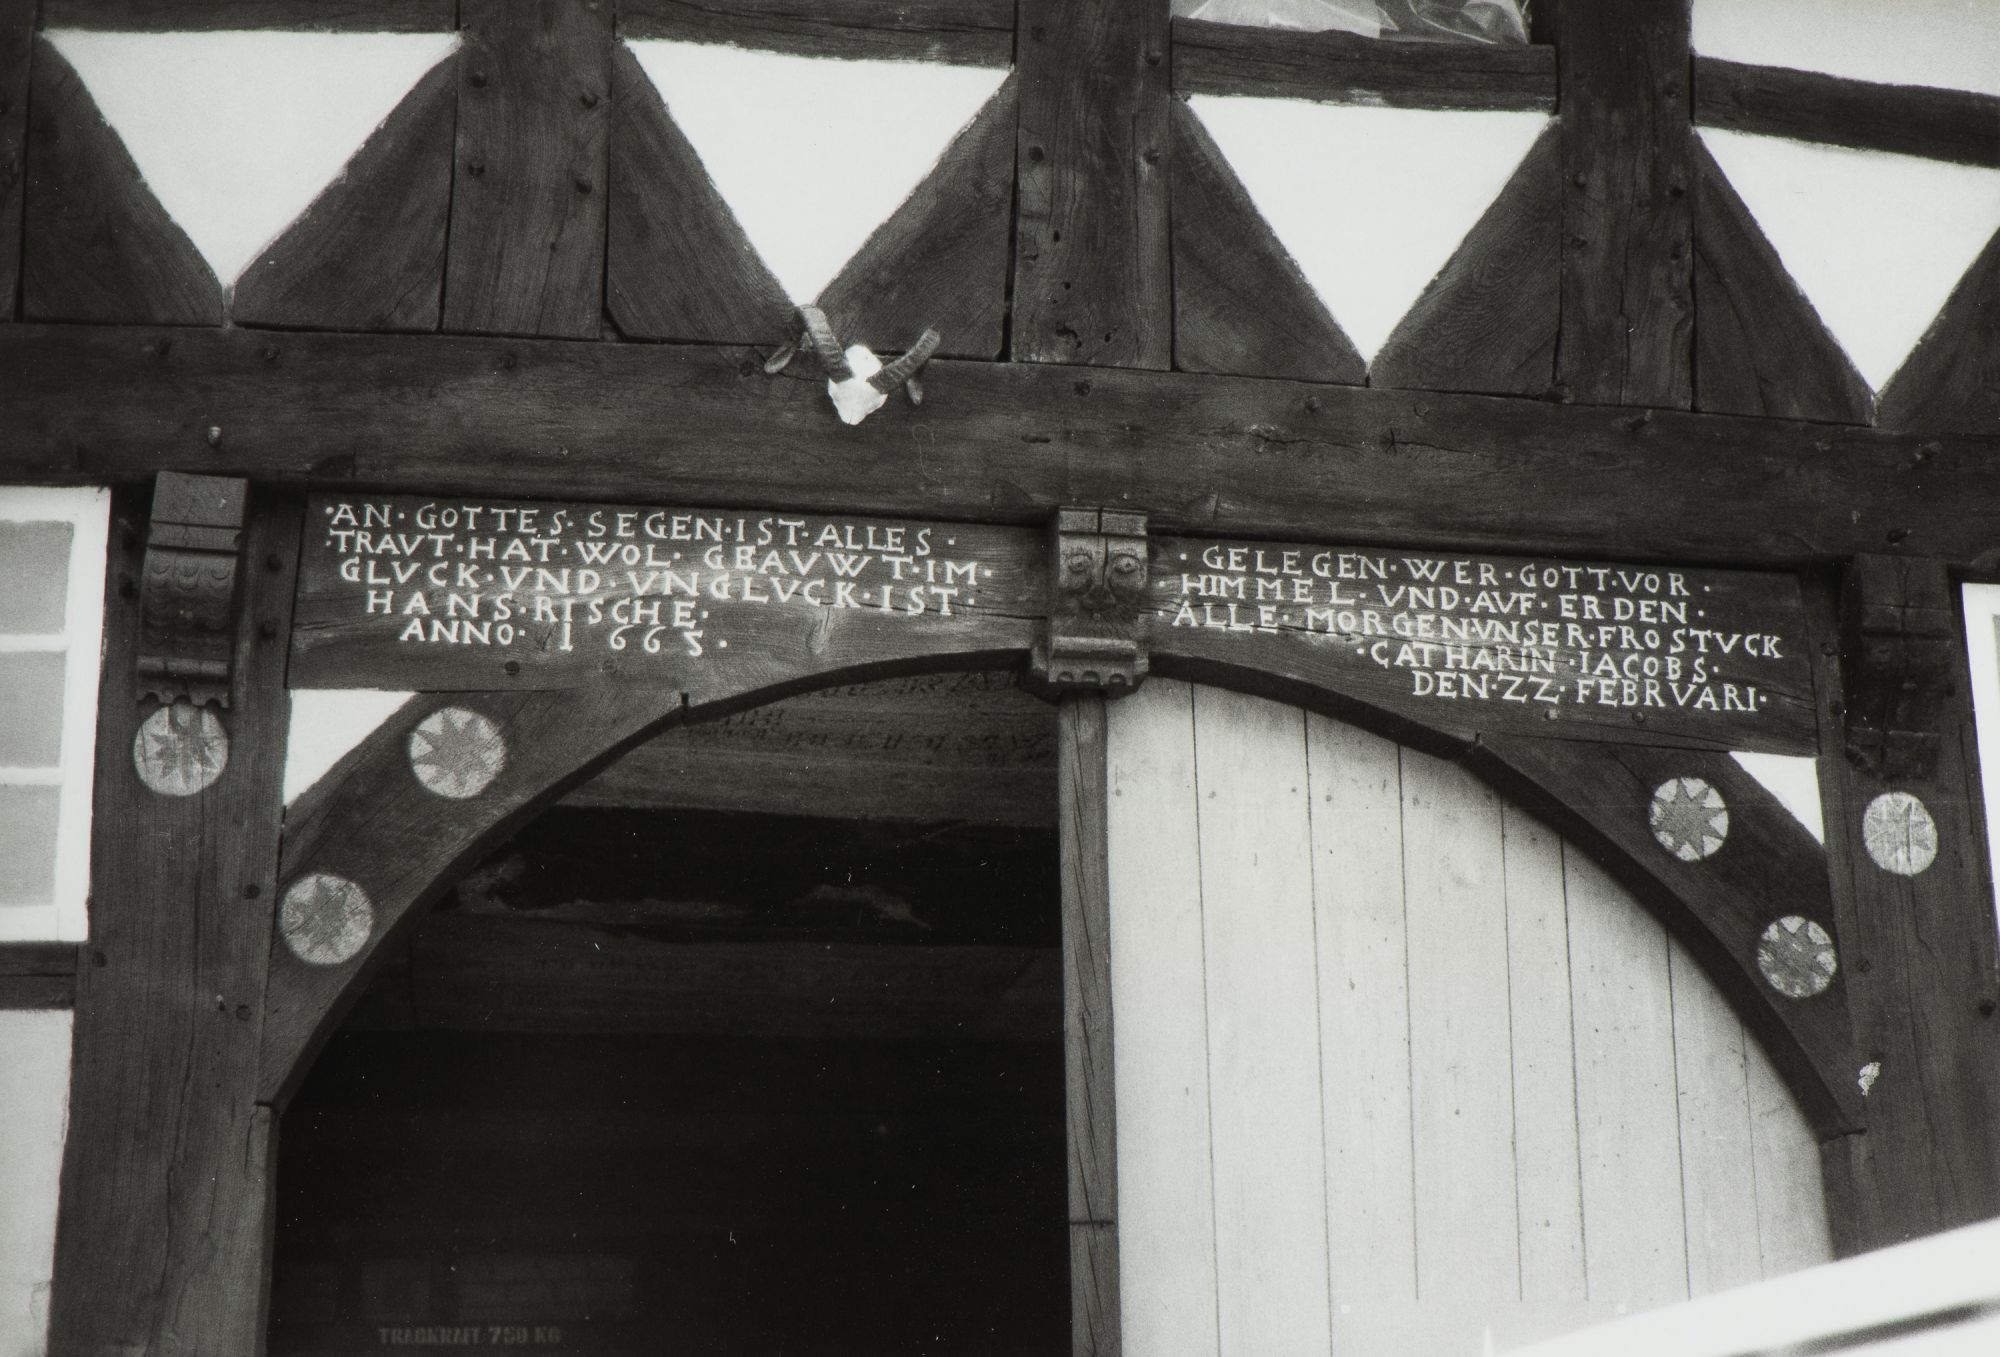 ·AN·GOTTES·SEGEN·IST·ALLES·
·TRAVT·HAT·WOL·GBAVWT·IM·
GLVCK·VND·VNGLVCK·IST·
HANS·RISCHE·
ANNO·1665·
·GELEGEN·WER·GOTT·VOR·
·HIMMEL·VND·AVF·ERDEN·
·ALLE·MORGEN·VNSER·FROSTVCK
·CATHARIN·IACOBS·
DEN·ZZ·FEBRVARI·
TRAGKRAFT 750 KG